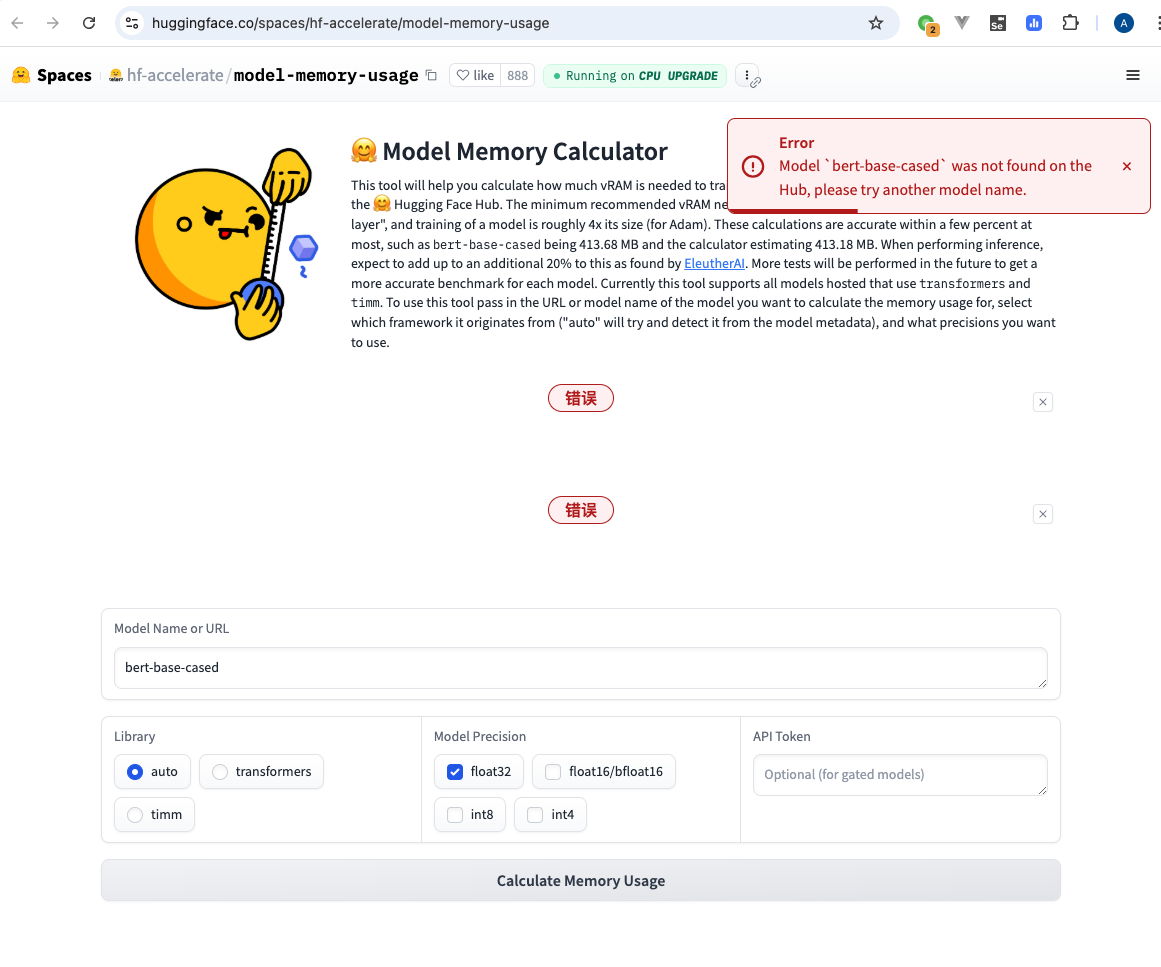 huggingface.co/spaces/hf-accelerate/model-memory-usage
2
Se
A
Spaces
hf-accelerate/model-memory-usage
like 888
Running on CPU UPGRADE
🤗 Model Memory Calculator
Error
Model `bert-base-cased` was not found on the
Hub, please try another model name.
This tool will help you calculate how much vRAM is needed to tra
the 🤗 Hugging Face Hub. The minimum recommended vRAM ne
layer", and training of a model is roughly 4x its size (for Adam). These calculations are accurate within a few percent at
most, such as bert-base-cased being 413.68 MB and the calculator estimating 413.18 MB. When performing inference,
expect to add up to an additional 20% to this as found by EleutherAI. More tests will be performed in the future to get a
more accurate benchmark for each model. Currently this tool supports all models hosted that use transformers and
timm. To use this tool pass in the URL or model name of the model you want to calculate the memory usage for, select
which framework it originates from ("auto" will try and detect it from the model metadata), and what precisions you want
to use.
错误
错误
Model Name or URL
bert-base-cased
Library
auto
transformers
timm
Model Precision
float32
float16/bfloat16
int8
int4
API Token
Optional (for gated models)
Calculate Memory Usage